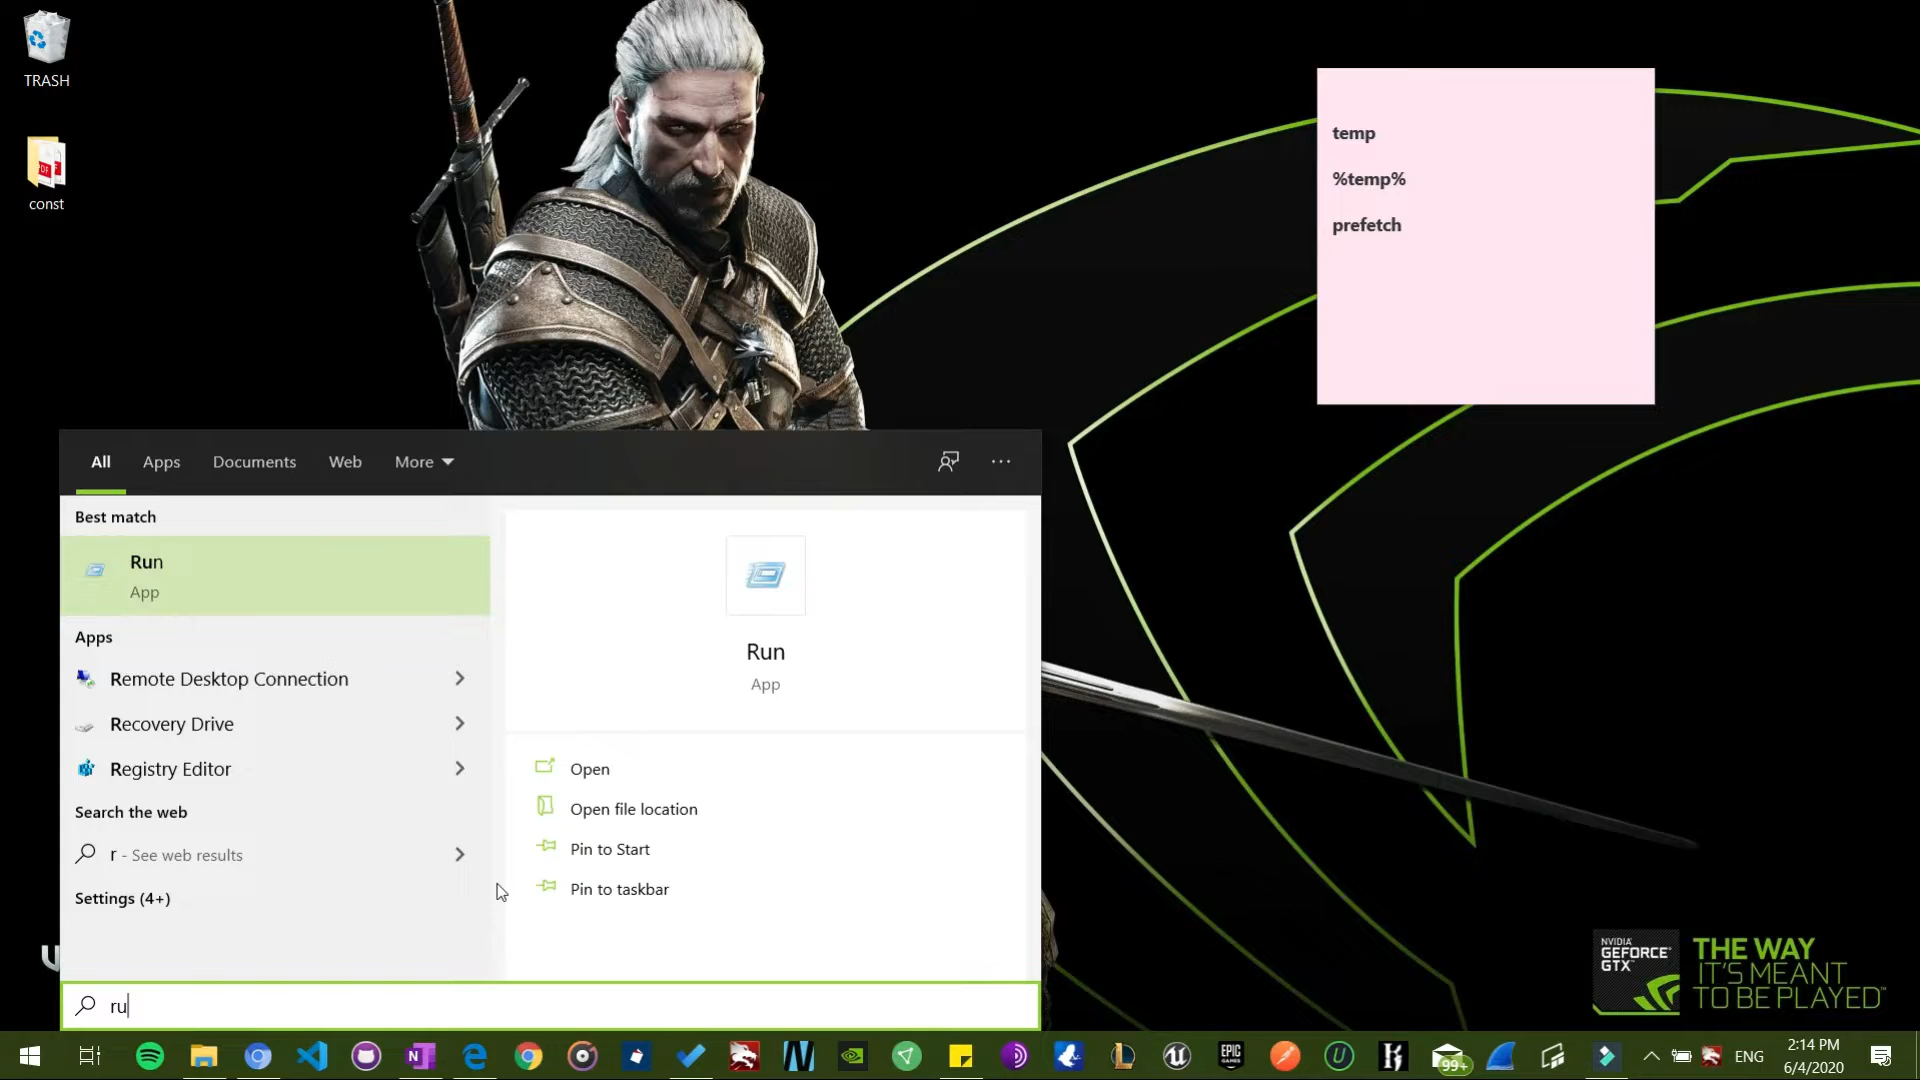 TRASH
const
temp
%temp%
prefetch
All
Apps
Documents
Web
More
Best match
Run
App
Apps
Remote Desktop Connection
Recovery Drive
Registry Editor
Search the web
r - See web results
Settings (4+)
Run
App
Open
Open file location
Pin to Start
Pin to taskbar
ru
NVIDIA
GEFORCE
GTX
THE WAY
IT'S MEANT
TO BE PLAYED
N
EPIC
GAMES
99+
ENG
2:14 PM
6/4/2020